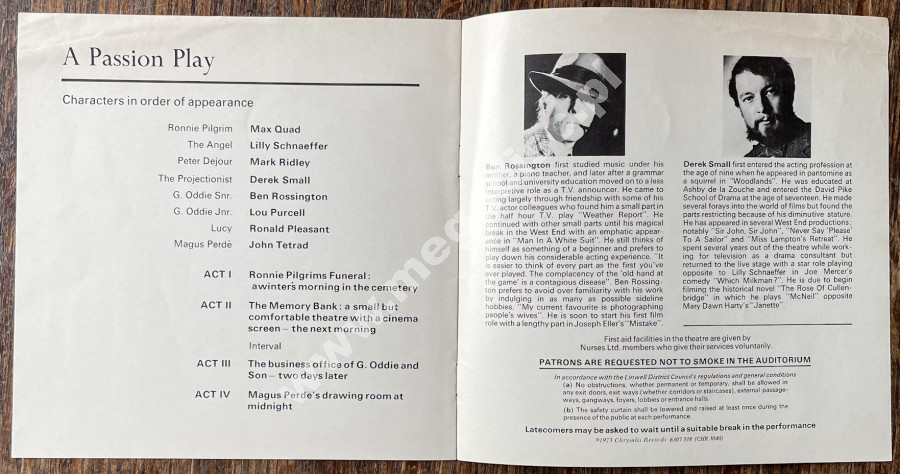 A Passion Play
Characters in order of appearance
Ronnie Pilgrim Max Quad
The Angel Lilly Schnaeffer
Peter Dejour Mark Ridley
The Projectionist Derek Small
G. Oddie Snr. Ben Rossington
G. Oddie Jnr. Lou Purcell
Lucy Ronald Pleasant
Magus Perdé John Tetrad
ACT I Ronnie Pilgrims Funeral :
a winter's morning in the cemetery
ACT II The Memory Bank : a small but
comfortable theatre with a cinema
screen – the next morning
Interval
ACT III The business office of G. Oddie and
Son – two days later
ACT IV Magus Perdé's drawing room at
midnight
Ben Rossington first studied music under his
mother, a piano teacher, and later after a grammar
school and university education moved on to a less
interpretive role as a T.V. announcer. He came to
acting largely through friendship with some of his
T.V. actor colleagues who found him a small part in
the half hour T.V. play "Weather Report". He
continued with other small parts until his magical
break in the West End with an emphatic appear-
ance in "Man In A White Suit". He still thinks of
himself as something of a beginner and prefers to
play down his considerable acting experience. "It
is easier to think of every part as the first you've
ever played. The complacency of the 'old hand at
the game' is a contagious disease". Ben Rossing-
ton prefers to avoid over familiarity with his work
by indulging in as many as possible sideline
hobbies. "My current favourite is photographing
people's wives". He is soon to start his first film
role with a lengthy part in Joseph Eller's "Mistake".
Derek Small first entered the acting profession at
the age of nine when he appeared in pantomine as
a squirrel in "Woodlands". He was educated at
Ashby de la Zouche and entered the David Pike
School of Drama at the age of seventeen. He made
several forays into the world of films but found the
parts restricting because of his diminutive stature.
He has appeared in several West End productions ;
notably "Sir John, Sir John", "Never Say 'Please'
To A Sailor" and "Miss Lampton's Retreat". He
spent several years out of the theatre while work-
ing for television as a drama consultant but
returned to the live stage with a star role playing
opposite to Lilly Schnaeffer in Joe Mercer's
comedy "Which Milkman?". He is due to begin
filming the historical novel "The Rose Of Cullen-
bridge" in which he plays "McNeil" opposite
Mary Dawn Harty's "Janette".
First aid facilities in the theatre are given by
Nurses Ltd. members who give their services voluntarily.
PATRONS ARE REQUESTED NOT TO SMOKE IN THE AUDITORIUM
In accordance with the Linwell District Council's regulations and general conditions
(a) No obstructions, whether permanent or temporary, shall be allowed in
any exit doors, exit ways (whether corridors or staircases), external passage-
ways, gangways, foyers, lobbies or entrance halls.
(b) The safety curtain shall be lowered and raised at least once during the
presence of the public at each performance
Latecomers may be asked to wait until a suitable break in the performance
©1973 Chrysalis Records 6307 518 (CHR 1040)